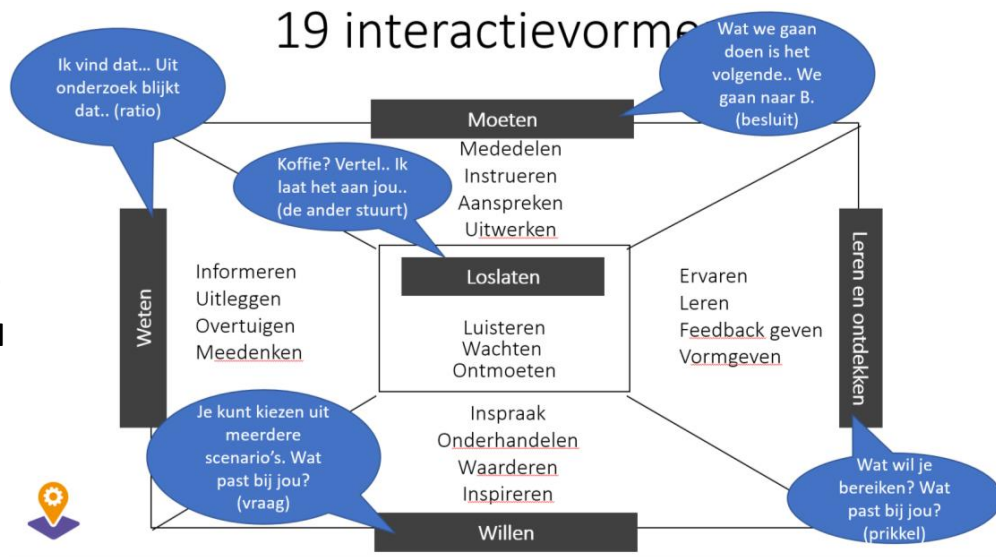 19 interactievorme
Ik vind dat... Uit
onderzoek blijkt
dat.. (ratio)
Wat we gaan
doen is het
volgende.. We
gaan naar B.
(besluit)
Moeten
Mededelen
Instrueren
Aanspreken
Uitwerken
Koffie? Vertel.. Ik
laat het aan jou..
(de ander stuurt)
Weten
Informeren
Uitleggen
Overtuigen
Meedenken
Loslaten
Luisteren
Wachten
Ontmoeten
Ervaren
Leren
Feedback geven
Vormgeven
Leren en ontdekken
Je kunt kiezen uit
meerdere
scenario's. Wat
past bij jou?
(vraag)
Inspraak
Onderhandelen
Waarderen
Inspireren
Willen
Wat wil je
bereiken? Wat
past bij jou?
(prikkel)